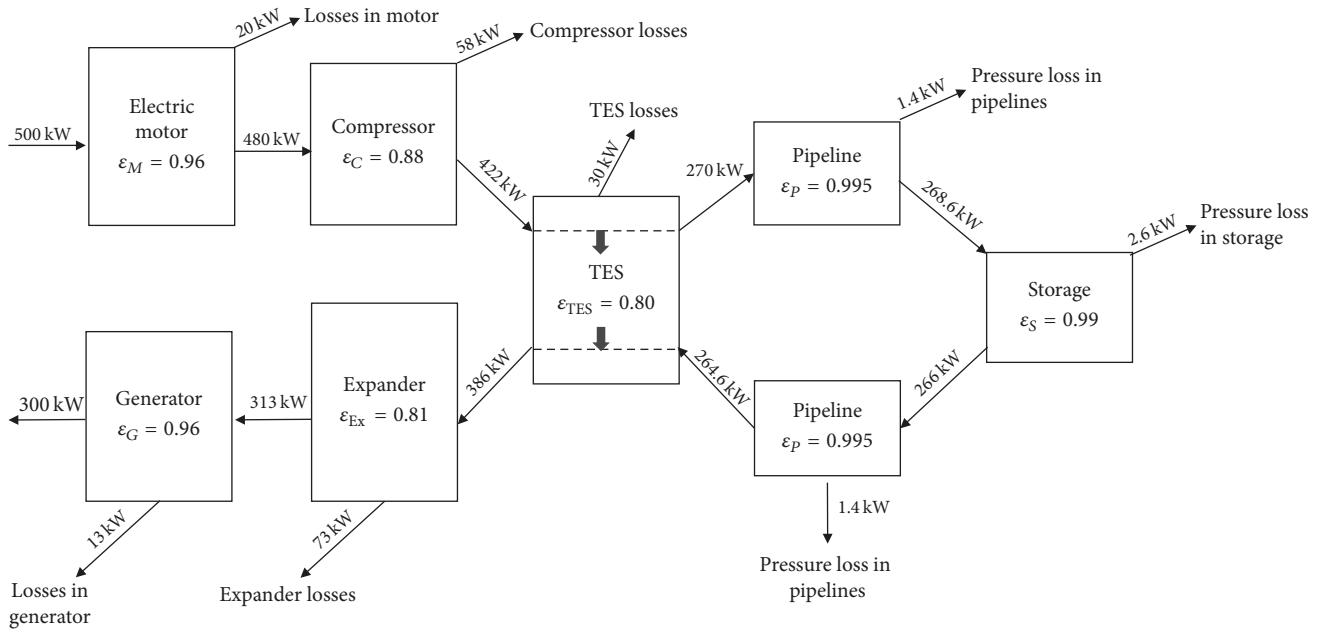 20 kW
Losses in motor
500 kW
Electric
motor
εM = 0.96
480 kW
58 kW
Compressor losses
Compressor
εC = 0.88
422 kW
TES losses
30 kW
TES
εTES = 0.80
270 kW
1.4 kW
Pressure loss in
pipelines
Pipeline
εP = 0.995
268.6 kW
2.6 kW
Pressure loss
in storage
Storage
εS = 0.99
266 kW
Pipeline
εP = 0.995
1.4 kW
Pressure loss in
pipelines
264.6 kW
386 kW
Expander
εEx = 0.81
73 kW
Expander losses
313 kW
Generator
εG = 0.96
300 kW
13 kW
Losses in
generator